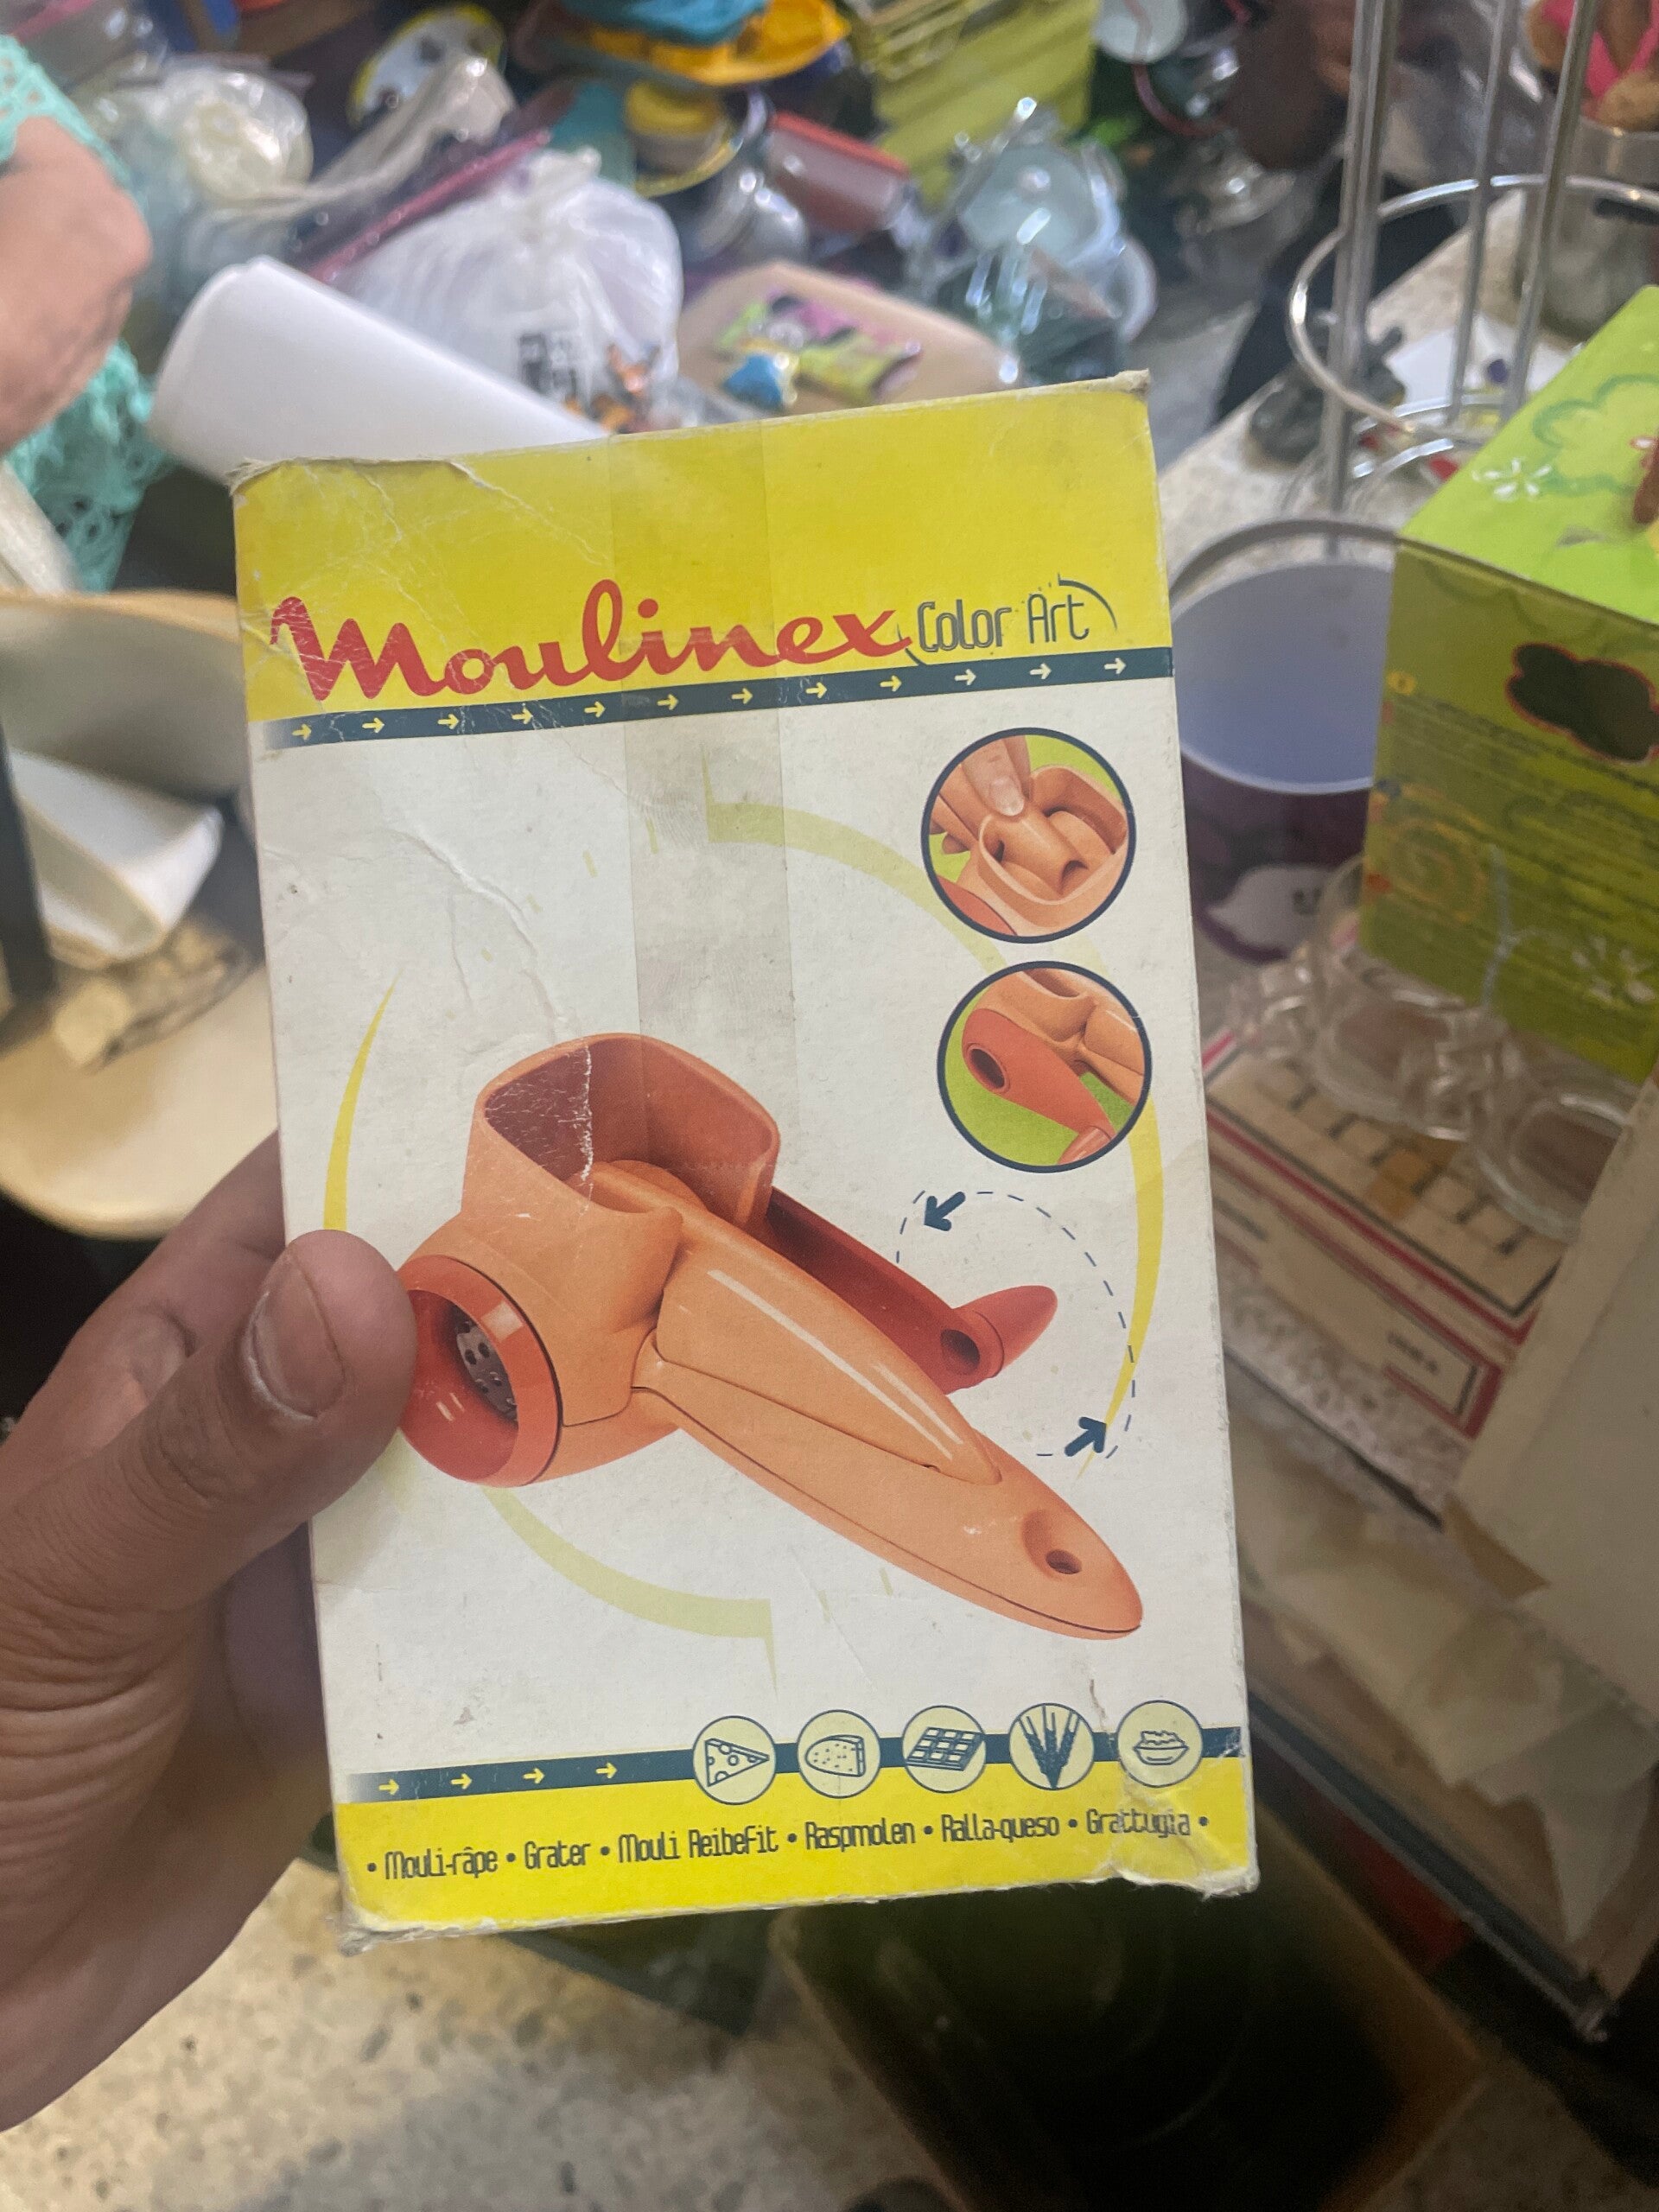 Moulinex Color Art
• Mouli-râpe • Grater • Mouli ReibeFit • Raspmolen • Ralla-queso • Grattugia •